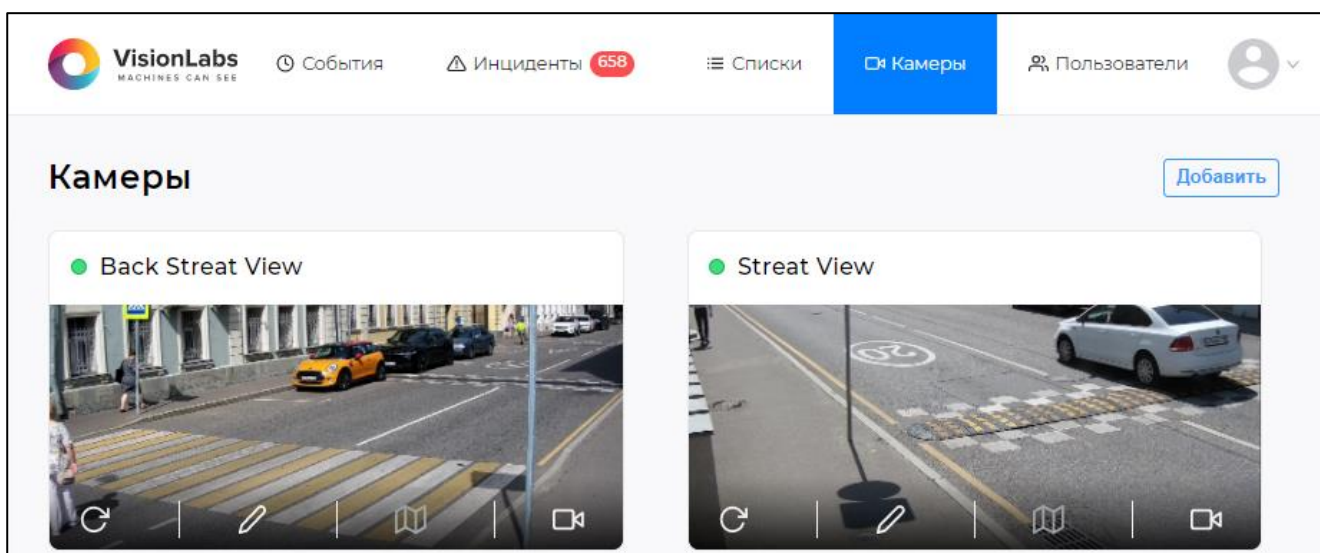 VisionLabs
MACHINES CAN SEE
События
Инциденты 658
Списки
Камеры
Пользователи
Камеры
Добавить
Back Streat View
Streat View
20